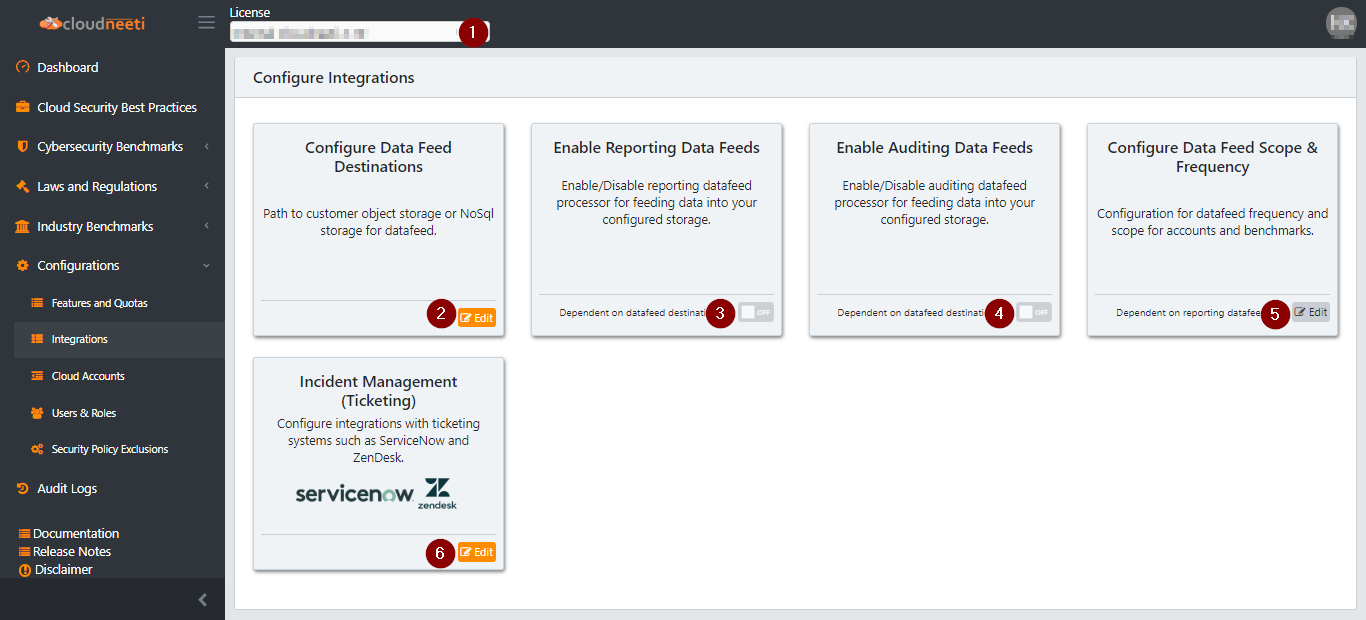 cloudneeti
License
1
Dashboard
Cloud Security Best Practices
Cybersecurity Benchmarks
Laws and Regulations
Industry Benchmarks
Configurations
Features and Quotas
Integrations
Cloud Accounts
Users & Roles
Security Policy Exclusions
Audit Logs
Documentation
Release Notes
Disclaimer
Configure Integrations
Configure Data Feed
Destinations
Path to customer object storage or NoSql
storage for datafeed.
2
Edit
Enable Reporting Data Feeds
Enable/Disable reporting datafeed
processor for feeding data into your
configured storage.
Dependent on datafeed destinati
3
OFF
Enable Auditing Data Feeds
Enable/Disable auditing datafeed
processor for feeding data into your
configured storage.
Dependent on datafeed destinati
4
OFF
Configure Data Feed Scope &
Frequency
Configuration for datafeed frequency and
scope for accounts and benchmarks.
Dependent on reporting datafee
5
Edit
Incident Management
(Ticketing)
Configure integrations with ticketing
systems such as ServiceNow and
ZenDesk.
servicenow
zendesk
6
Edit